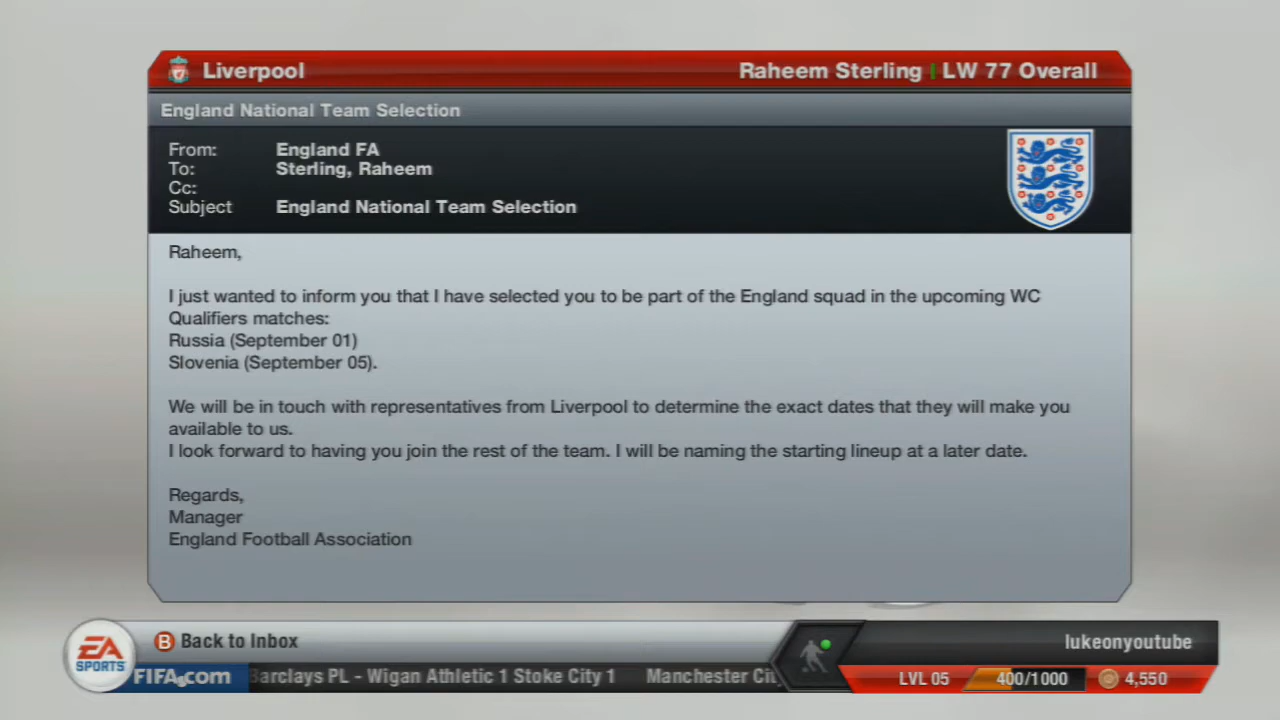 Liverpool Raheem Sterling | LW 77 Overall
England National Team Selection
From: England FA
To: Sterling, Raheem
Cc:
Subject England National Team Selection
Raheem,
I just wanted to inform you that I have selected you to be part of the England squad in the upcoming WC
Qualifiers matches:
Russia (September 01)
Slovenia (September 05).
We will be in touch with representatives from Liverpool to determine the exact dates that they will make you
available to us.
I look forward to having you join the rest of the team. I will be naming the starting lineup at a later date.
Regards,
Manager
England Football Association
B Back to Inbox lukeonyoutube
EA SPORTS
FIFA.com Barclays PL - Wigan Athletic 1 Stoke City 1 Manchester LVL 05 400/1000 4,550